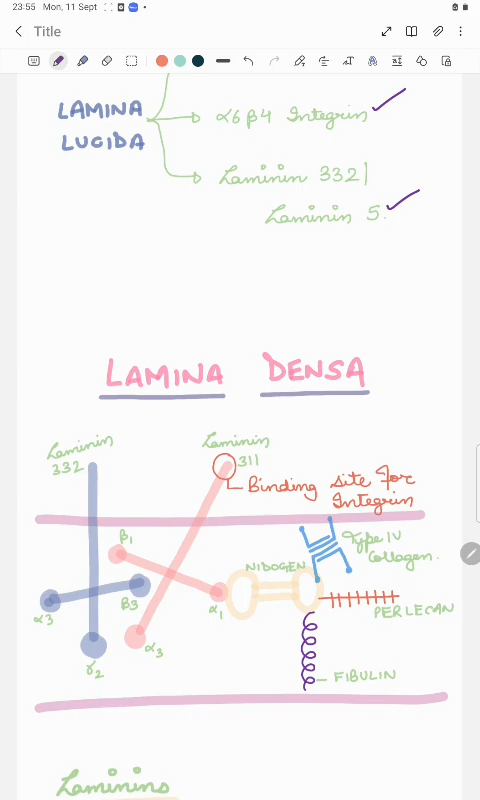 23:55 Mon, 11 Sept
Title
LAMINA
LUCIDA
α6 β4 Integrin
Laminin 332|
Laminin 5.
LAMINA DENSA
Laminin
332
Laminin
311
Binding site For
Integrin
β1
NIDOGEN
Type IV
Collagen.
α3
β3
α1
PERLECAN
α3
γ2
FIBULIN
Laminins